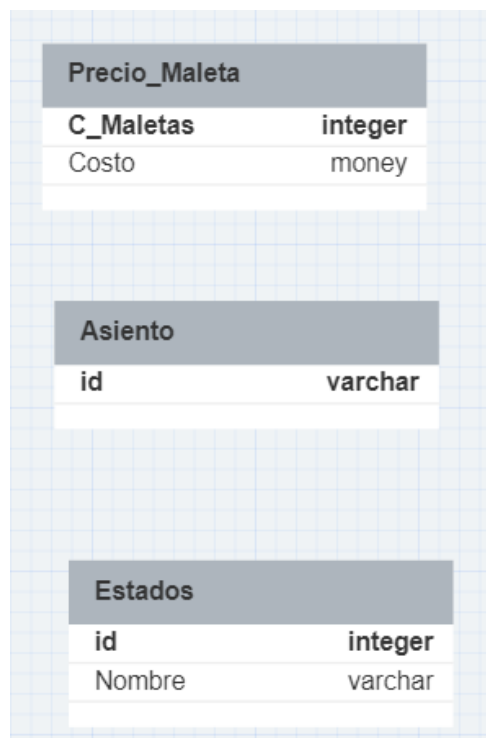 Precio_Maleta
C_Maletas integer
Costo money
Asiento
id varchar
Estados
id integer
Nombre varchar